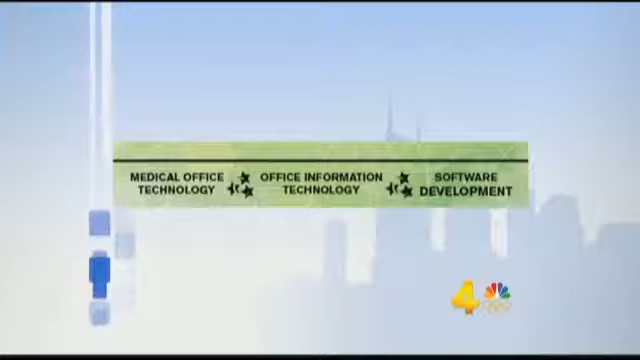 MEDICAL OFFICE
TECHNOLOGY
OFFICE INFORMATION
TECHNOLOGY
SOFTWARE
DEVELOPMENT
4